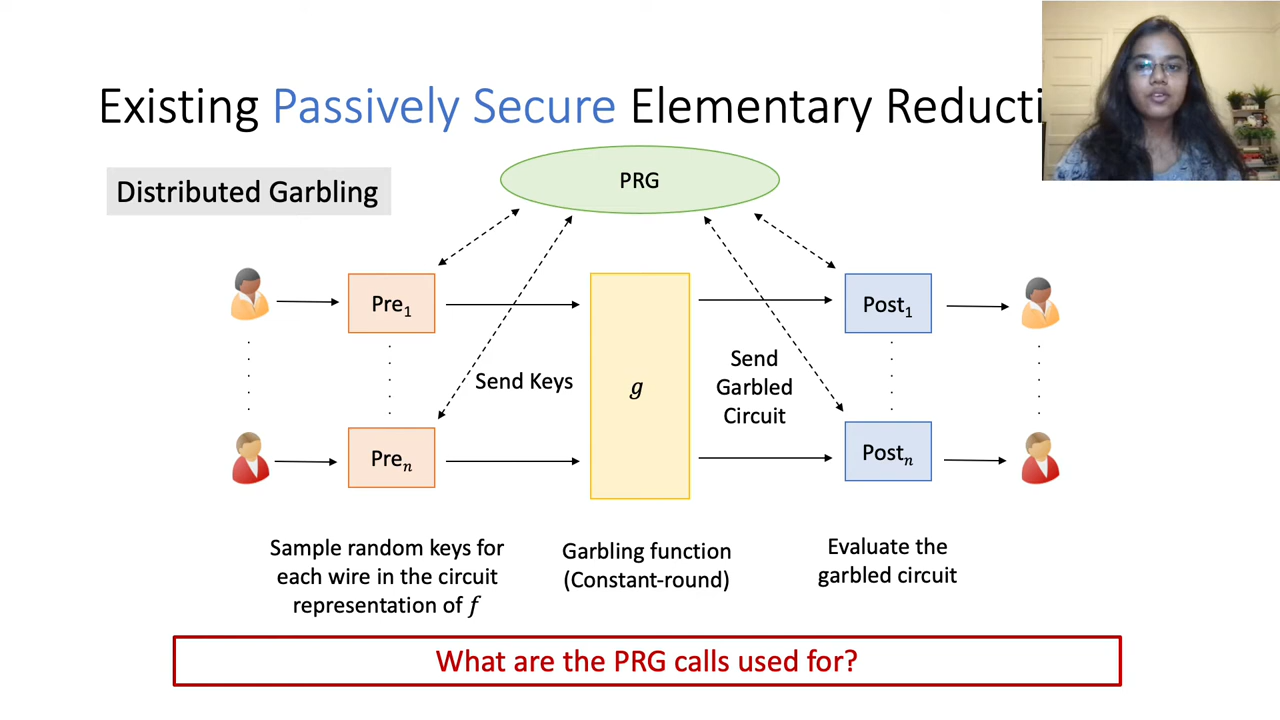 Existing Passively Secure Elementary Reducti
Distributed Garbling
PRG
Pre1
Pren
Send Keys
g
Send
Garbled
Circuit
Post1
Postn
Sample random keys for
each wire in the circuit
representation of f
Garbling function
(Constant-round)
Evaluate the
garbled circuit
What are the PRG calls used for?